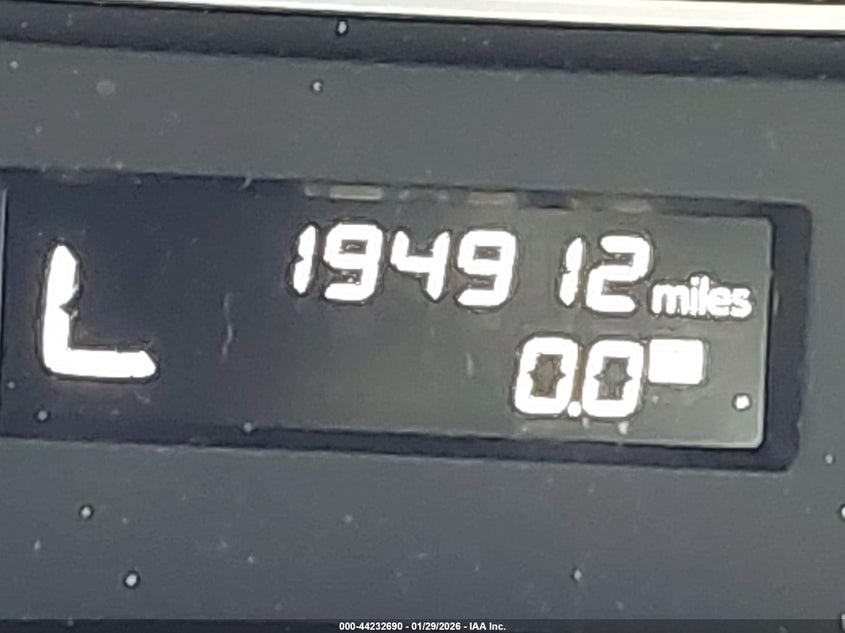 194912 miles
L
0.0
000-44232690 - 01/29/2026 - IAA Inc.